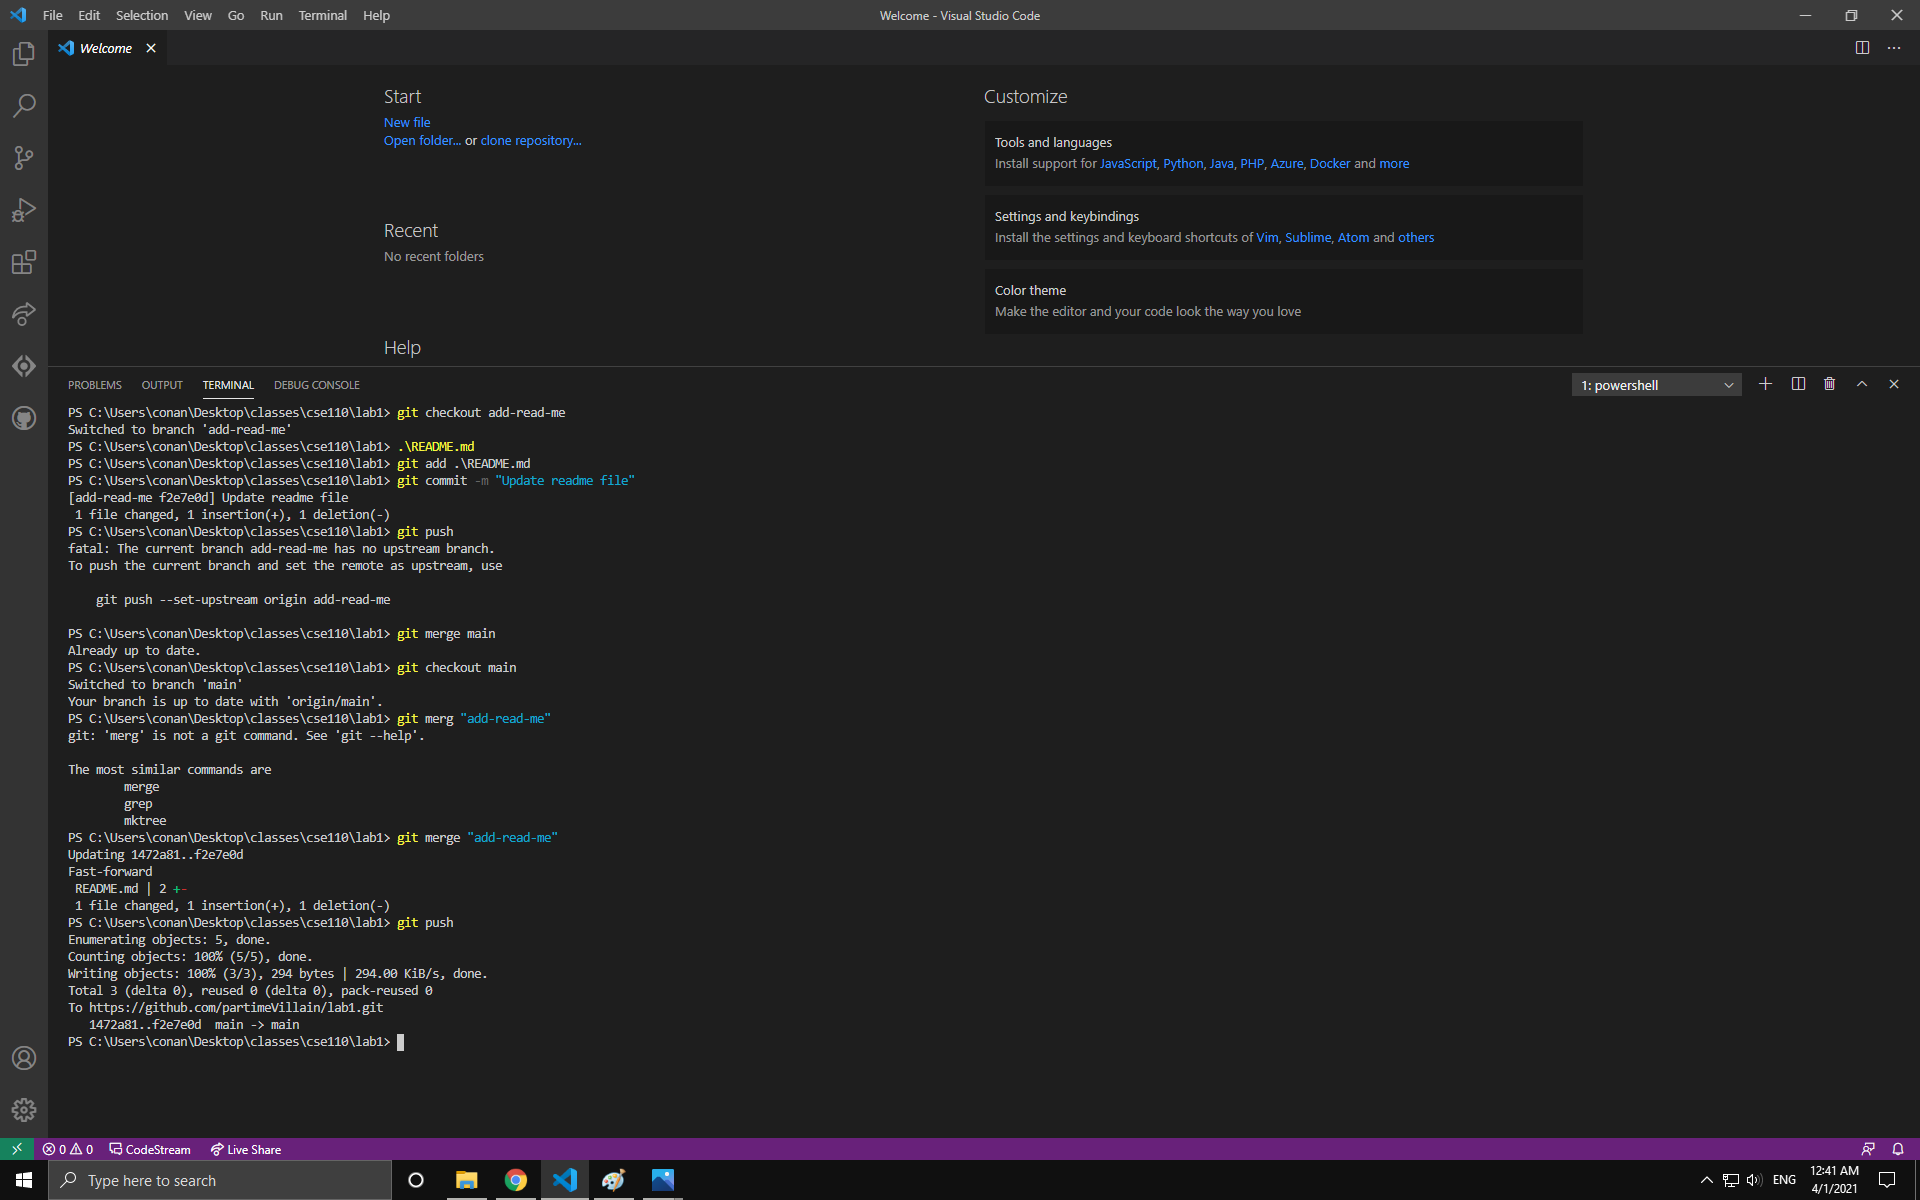 File Edit Selection View Go Run Terminal Help
Welcome - Visual Studio Code
Welcome
Start
New file
Open folder... or clone repository...
Recent
No recent folders
Help
Customize
Tools and languages
Install support for JavaScript, Python, Java, PHP, Azure, Docker and more
Settings and keybindings
Install the settings and keyboard shortcuts of Vim, Sublime, Atom and others
Color theme
Make the editor and your code look the way you love
PROBLEMS OUTPUT TERMINAL DEBUG CONSOLE
1: powershell
PS C:\Users\conan\Desktop\classes\cse110\lab1> git checkout add-read-me
Switched to branch 'add-read-me'
PS C:\Users\conan\Desktop\classes\cse110\lab1> .\README.md
PS C:\Users\conan\Desktop\classes\cse110\lab1> git add .\README.md
PS C:\Users\conan\Desktop\classes\cse110\lab1> git commit -m "Update readme file"
[add-read-me f2e7e0d] Update readme file
1 file changed, 1 insertion(+), 1 deletion(-)
PS C:\Users\conan\Desktop\classes\cse110\lab1> git push
fatal: The current branch add-read-me has no upstream branch.
To push the current branch and set the remote as upstream, use
git push --set-upstream origin add-read-me
PS C:\Users\conan\Desktop\classes\cse110\lab1> git merge main
Already up to date.
PS C:\Users\conan\Desktop\classes\cse110\lab1> git checkout main
Switched to branch 'main'
Your branch is up to date with 'origin/main'.
PS C:\Users\conan\Desktop\classes\cse110\lab1> git merg "add-read-me"
git: 'merg' is not a git command. See 'git --help'.
The most similar commands are
merge
grep
mktree
PS C:\Users\conan\Desktop\classes\cse110\lab1> git merge "add-read-me"
Updating 1472a81..f2e7e0d
Fast-forward
README.md | 2 +-
1 file changed, 1 insertion(+), 1 deletion(-)
PS C:\Users\conan\Desktop\classes\cse110\lab1> git push
Enumerating objects: 5, done.
Counting objects: 100% (5/5), done.
Writing objects: 100% (3/3), 294 bytes | 294.00 KiB/s, done.
Total 3 (delta 0), reused 0 (delta 0), pack-reused 0
To https://github.com/partimeVillain/lab1.git
1472a81..f2e7e0d main -> main
PS C:\Users\conan\Desktop\classes\cse110\lab1>
0 0 CodeStream Live Share
Type here to search
ENG
12:41 AM
4/1/2021